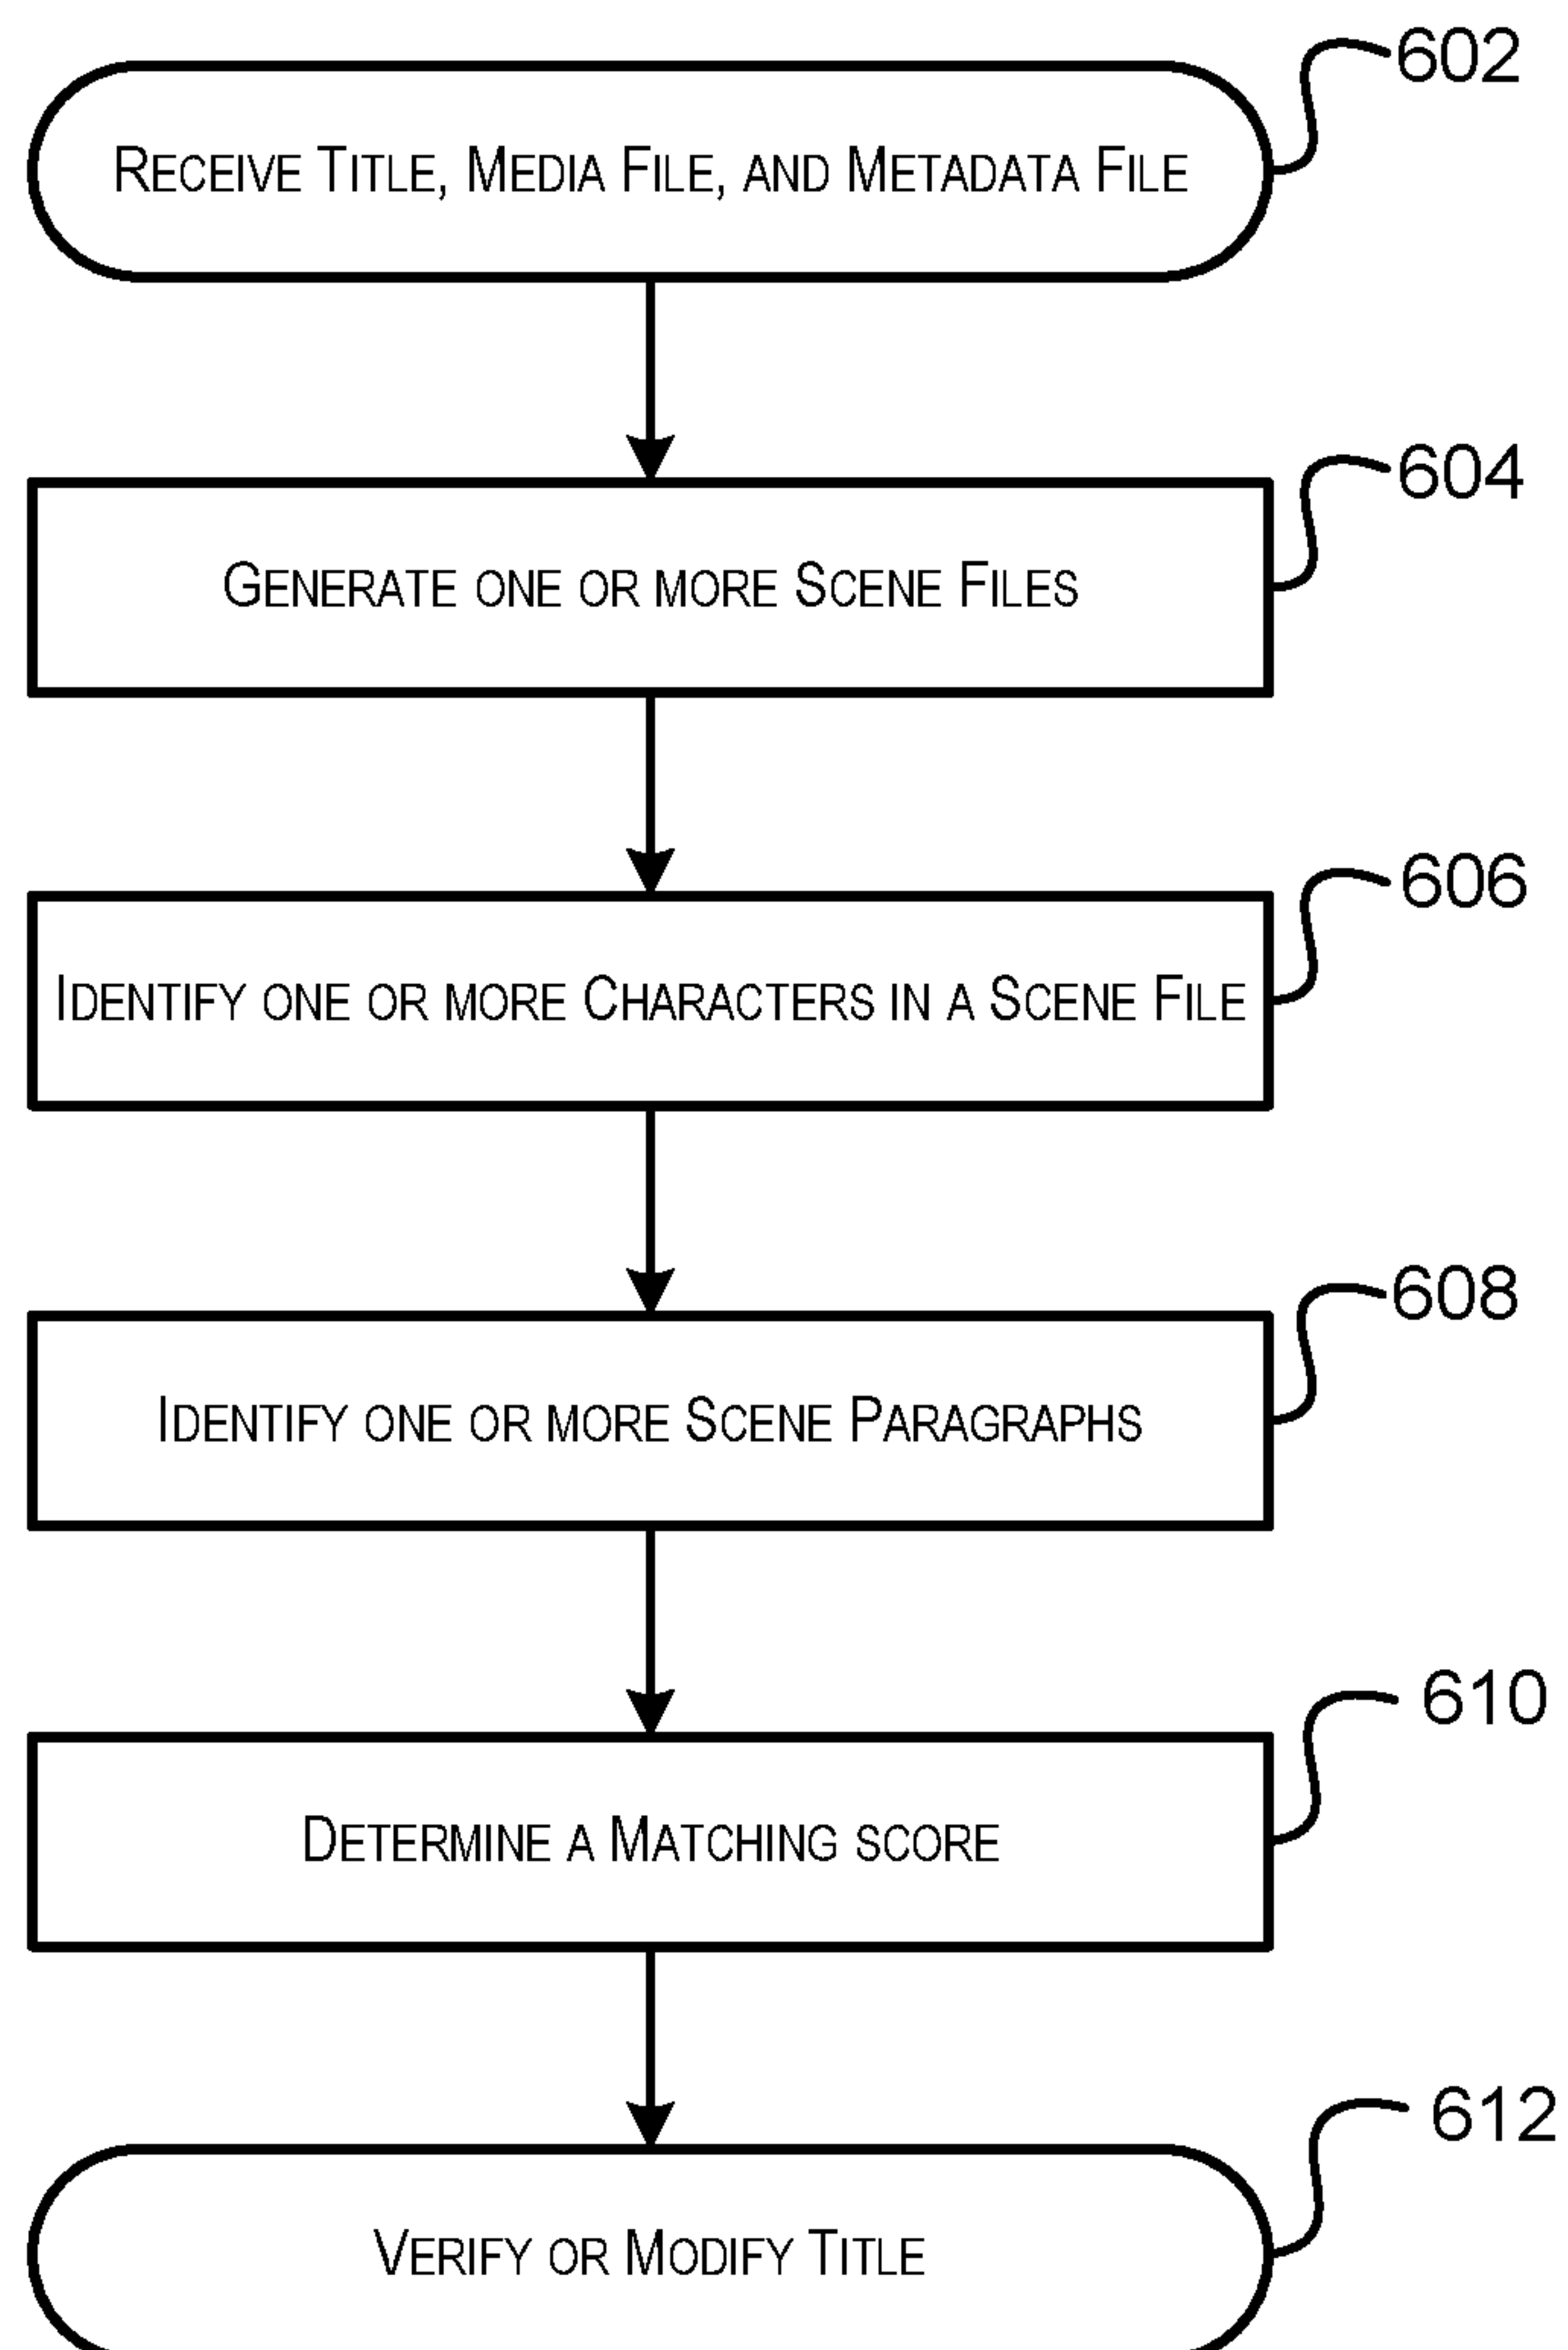 602
RECEIVE TITLE, MEDIA FILE, AND METADATA FILE
604
GENERATE ONE OR MORE SCENE FILES
606
IDENTIFY ONE OR MORE CHARACTERS IN A SCENE FILE
608
IDENTIFY ONE OR MORE SCENE PARAGRAPHS
610
DETERMINE A MATCHING SCORE
612
VERIFY OR MODIFY TITLE